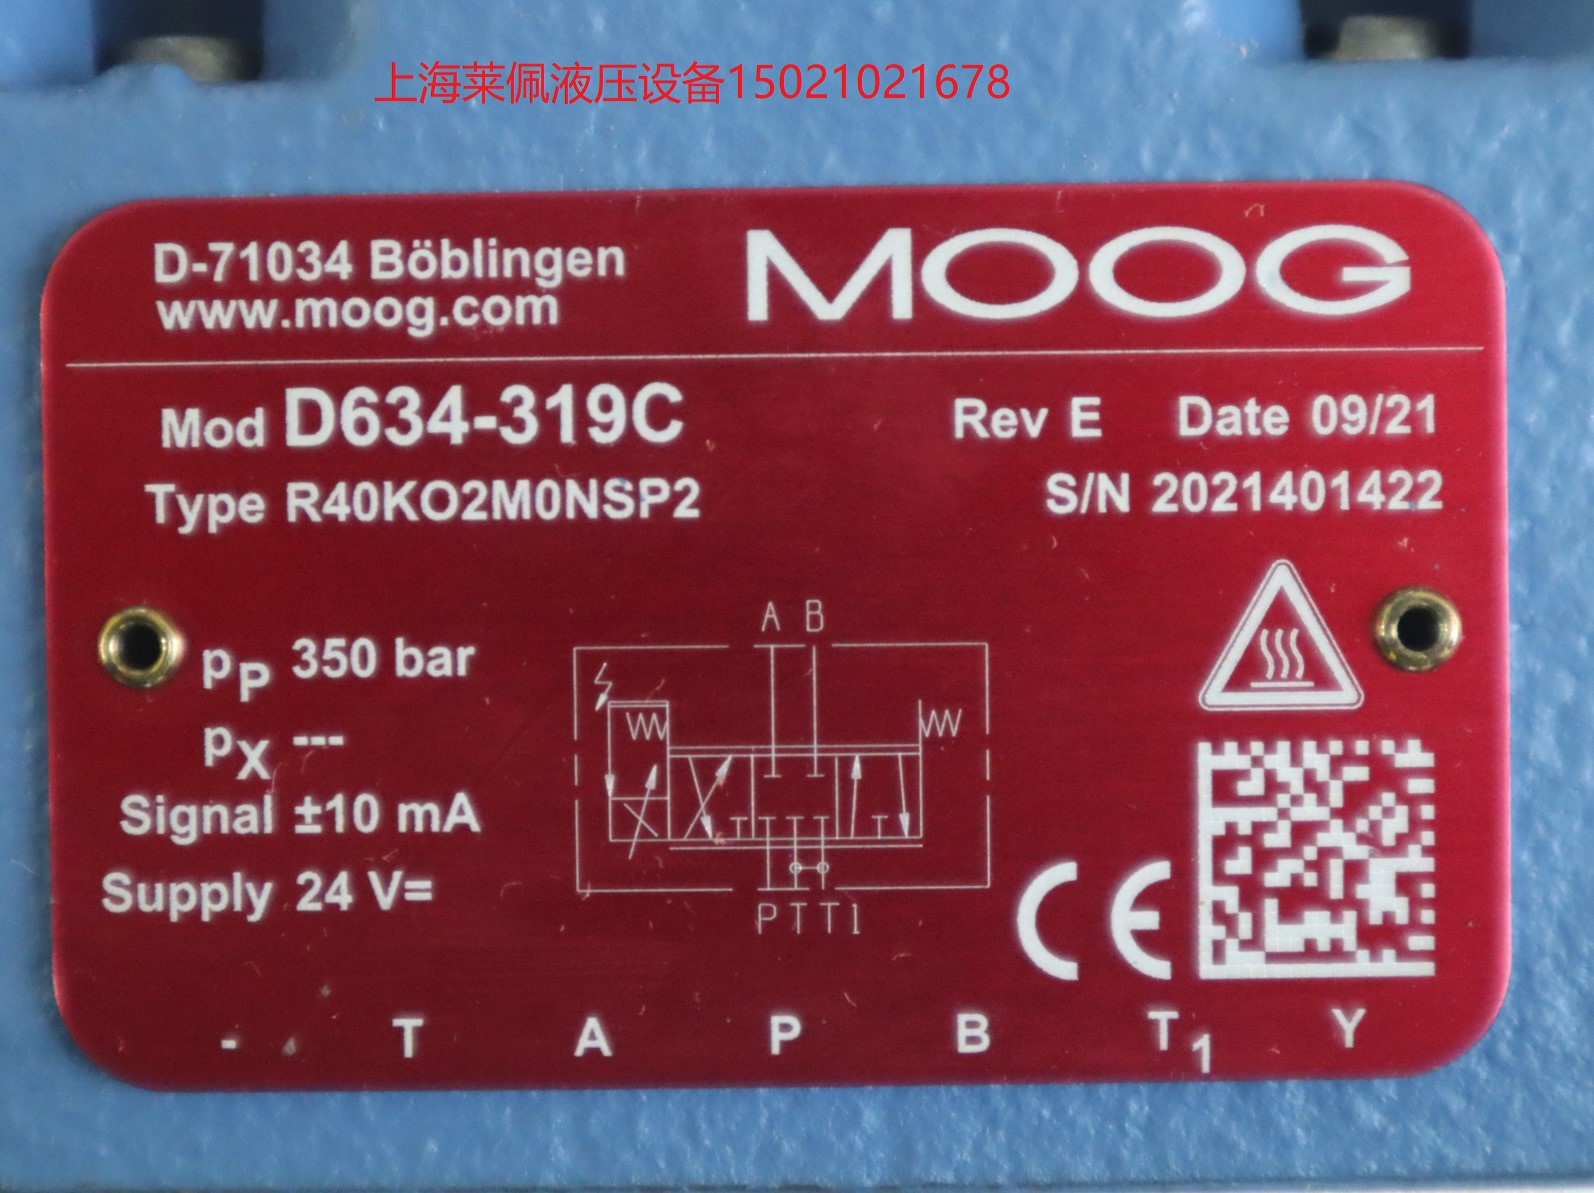 上海莱佩液压设备15021021678
D-71034 Böblingen
www.moog.com
MOOG
Mod D634-319C
Rev E Date 09/21
Type R40KO2M0NSP2
S/N 2021401422
A B
pP 350 bar
pX ---
Signal ±10 mA
Supply 24 V=
P T T1
CE
- T A P B T1 Y